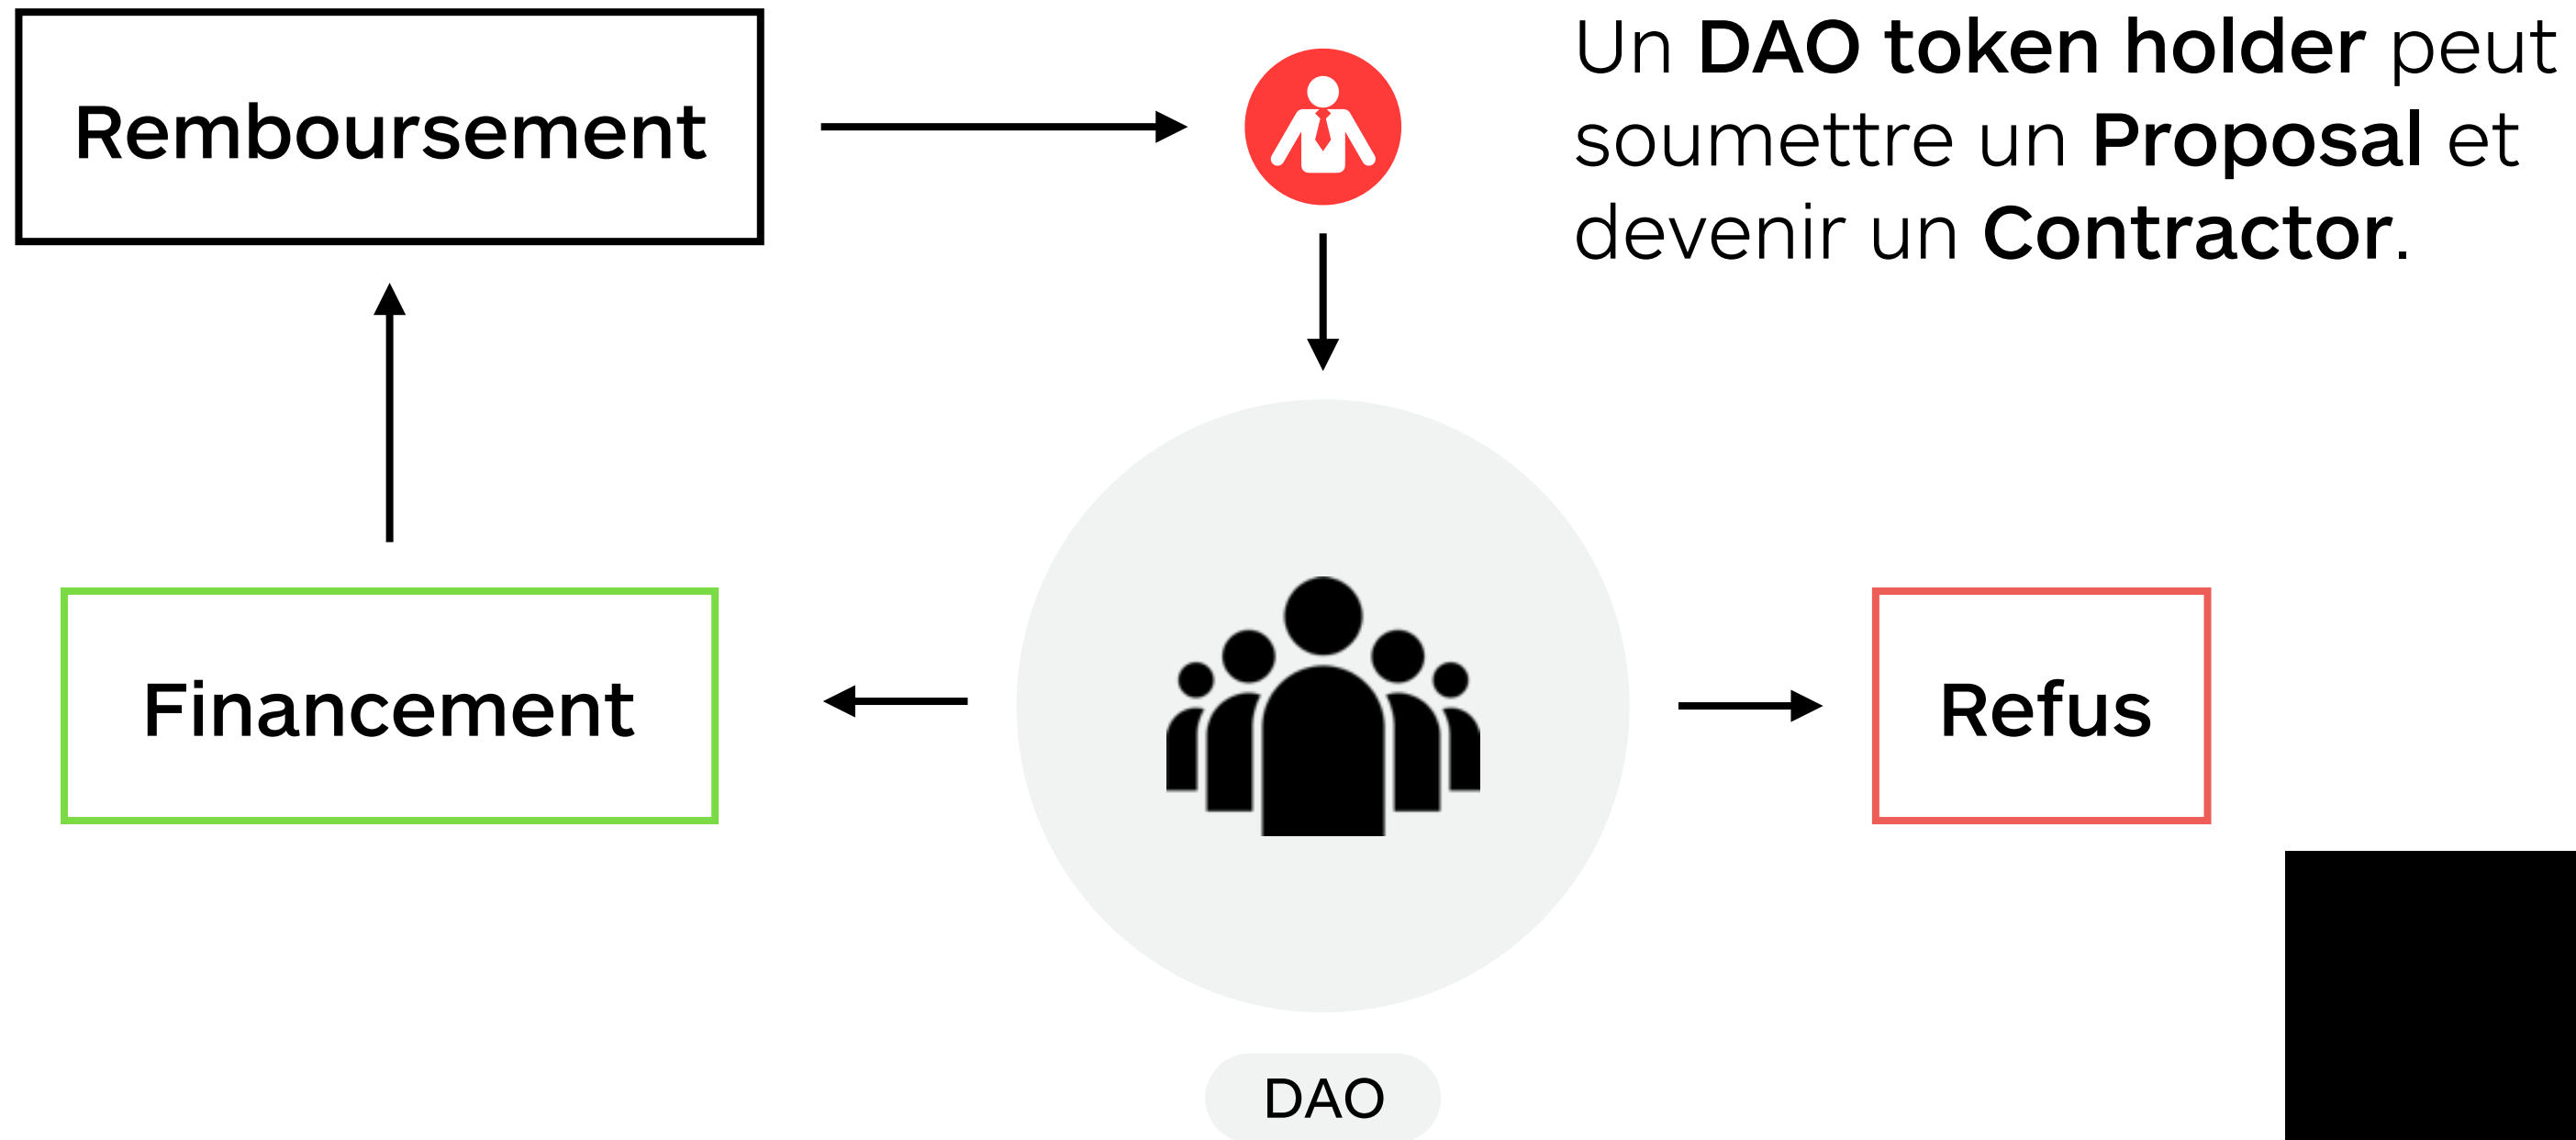 Remboursement
Un DAO token holder peut
soumettre un Proposal et
devenir un Contractor.
Financement
Refus
DAO